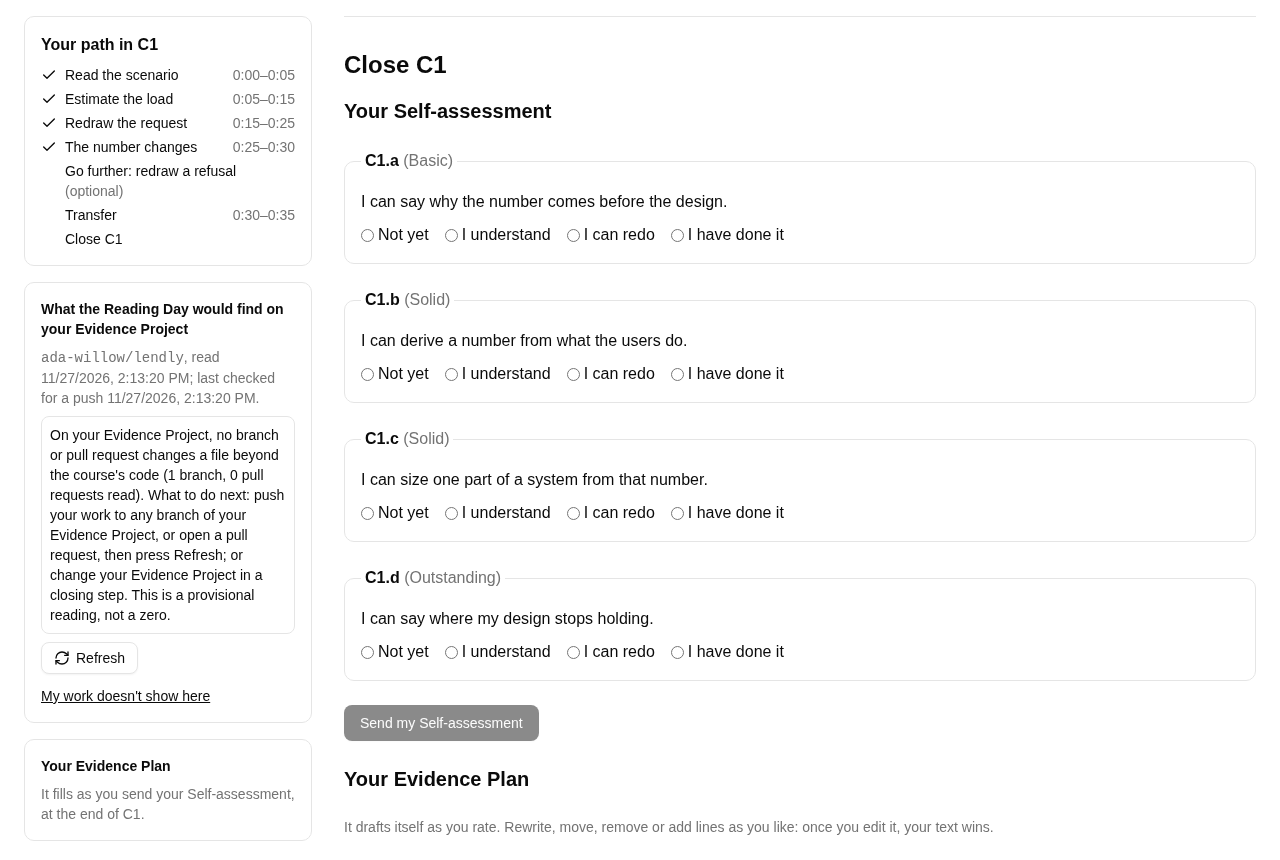 Your path in C1
Read the scenario 0:00–0:05
Estimate the load 0:05–0:15
Redraw the request 0:15–0:25
The number changes 0:25–0:30
Go further: redraw a refusal
(optional)
Transfer 0:30–0:35
Close C1
What the Reading Day would find on
your Evidence Project
ada-willow/lendly, read
11/27/2026, 2:13:20 PM; last checked
for a push 11/27/2026, 2:13:20 PM.
On your Evidence Project, no branch
or pull request changes a file beyond
the course's code (1 branch, 0 pull
requests read). What to do next: push
your work to any branch of your
Evidence Project, or open a pull
request, then press Refresh; or
change your Evidence Project in a
closing step. This is a provisional
reading, not a zero.
Refresh
My work doesn't show here
Your Evidence Plan
It fills as you send your Self-assessment,
at the end of C1.
Close C1
Your Self-assessment
C1.a (Basic)
I can say why the number comes before the design.
Not yet I understand I can redo I have done it
C1.b (Solid)
I can derive a number from what the users do.
Not yet I understand I can redo I have done it
C1.c (Solid)
I can size one part of a system from that number.
Not yet I understand I can redo I have done it
C1.d (Outstanding)
I can say where my design stops holding.
Not yet I understand I can redo I have done it
Send my Self-assessment
Your Evidence Plan
It drafts itself as you rate. Rewrite, move, remove or add lines as you like: once you edit it, your text wins.